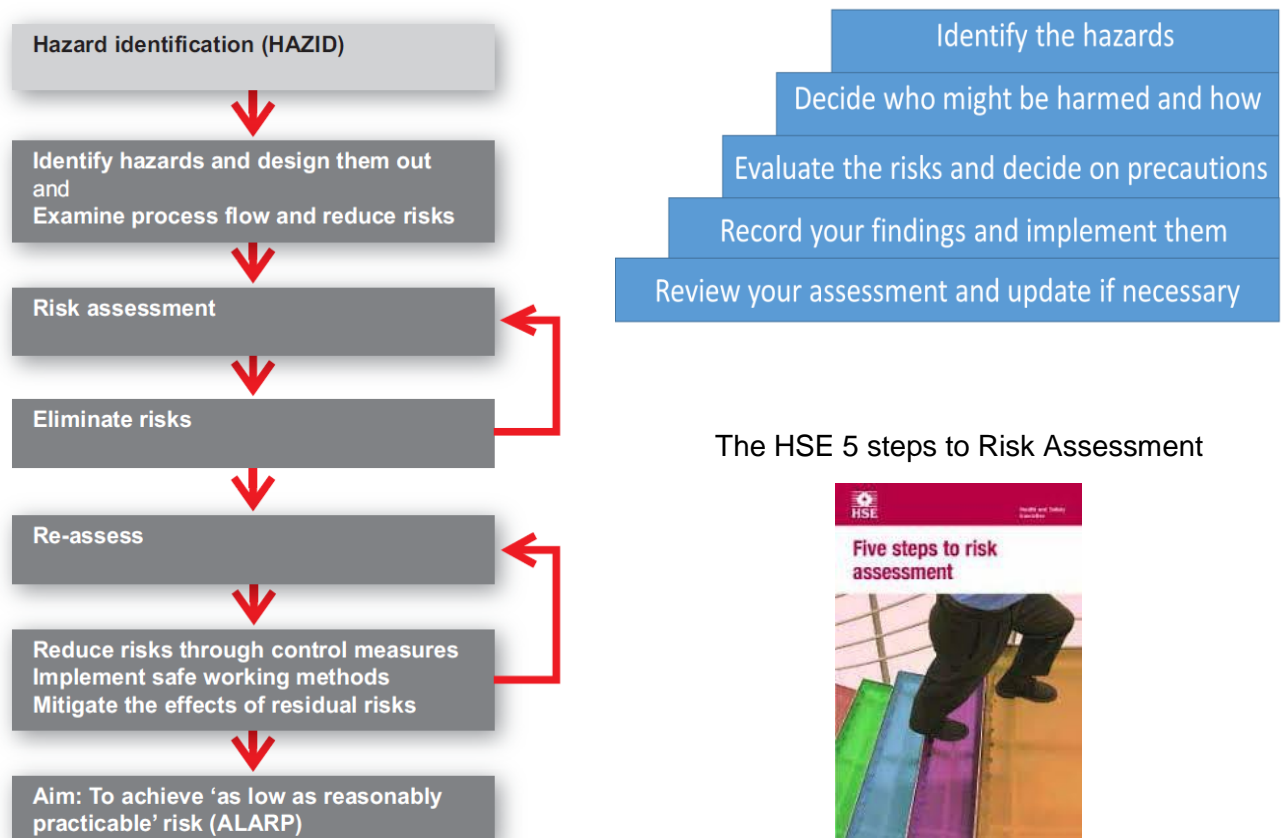 Hazard identification (HAZID)
Identify hazards and design them out
and
Examine process flow and reduce risks
Risk assessment
Eliminate risks
Re-assess
Reduce risks through control measures
Implement safe working methods
Mitigate the effects of residual risks
Aim: To achieve ‘as low as reasonably
practicable’ risk (ALARP)
Identify the hazards
Decide who might be harmed and how
Evaluate the risks and decide on precautions
Record your findings and implement them
Review your assessment and update if necessary
The HSE 5 steps to Risk Assessment
HSE
Health and Safety
Executive
Five steps to risk
assessment